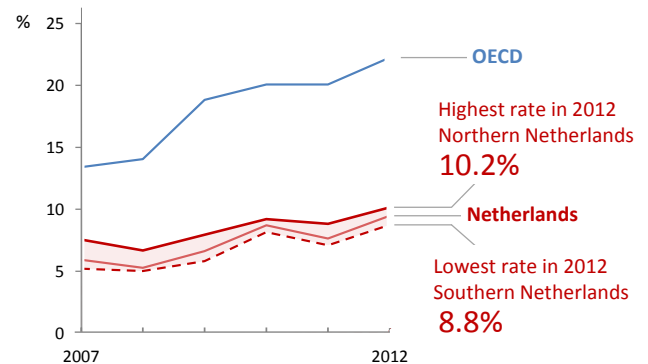 %
25
20
15
10
5
0
2007
2012
OECD
Highest rate in 2012
Northern Netherlands
10.2%
Netherlands
Lowest rate in 2012
Southern Netherlands
8.8%